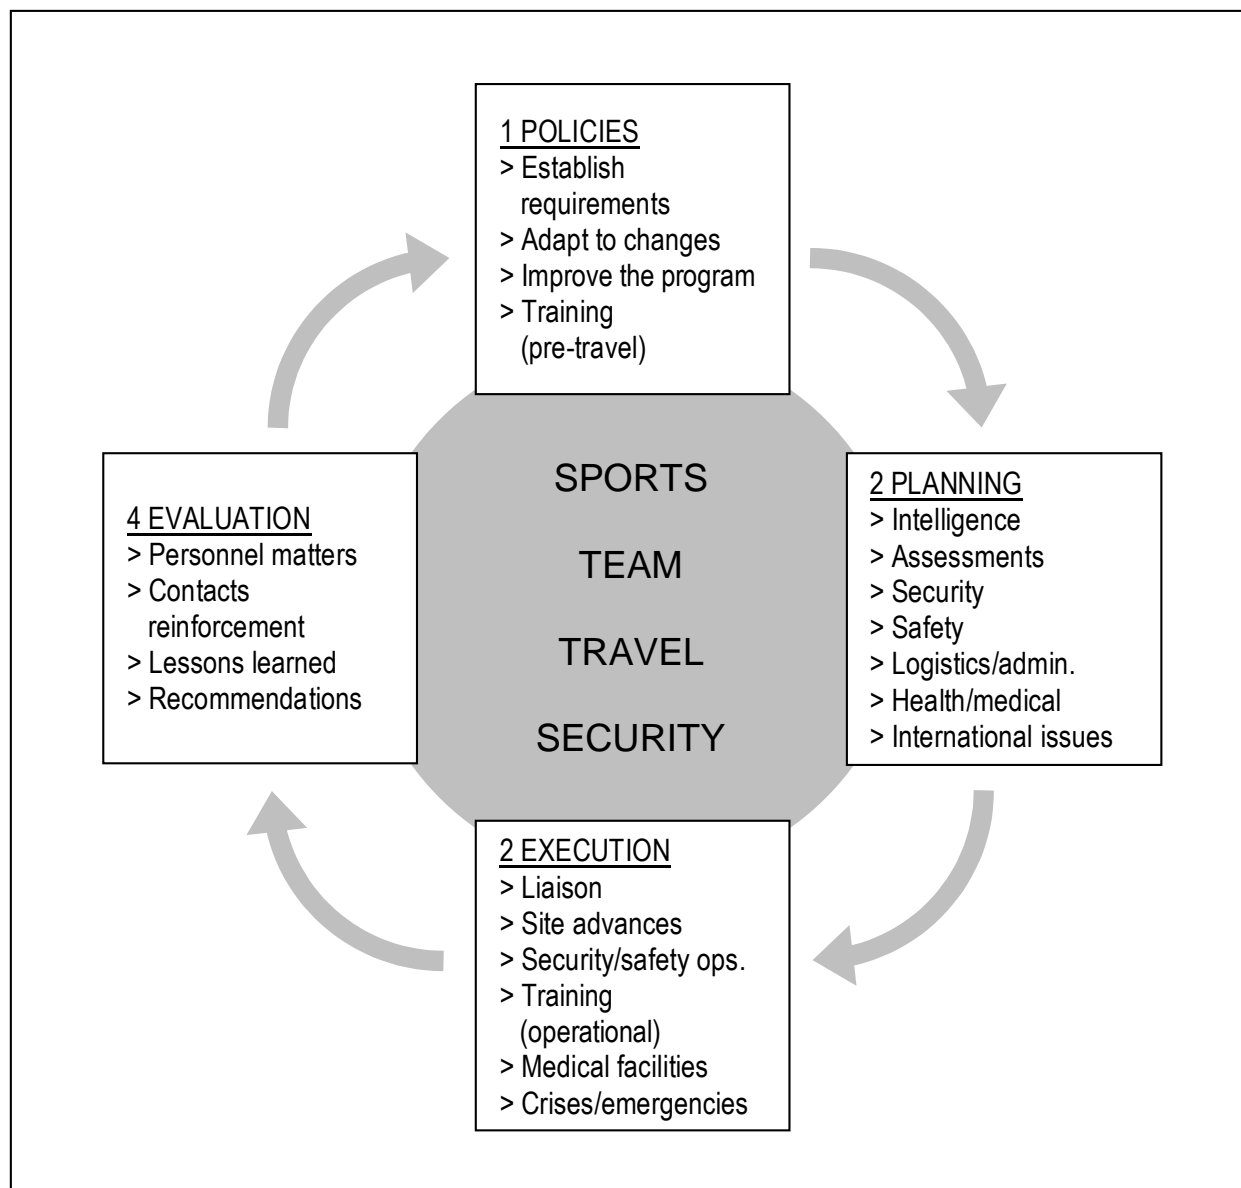 1 POLICIES
> Establish
requirements
> Adapt to changes
> Improve the program
> Training
(pre-travel)
SPORTS
TEAM
TRAVEL
SECURITY
2 PLANNING
> Intelligence
> Assessments
> Security
> Safety
> Logistics/admin.
> Health/medical
> International issues
2 EXECUTION
> Liaison
> Site advances
> Security/safety ops.
> Training
(operational)
> Medical facilities
> Crises/emergencies
4 EVALUATION
> Personnel matters
> Contacts
reinforcement
> Lessons learned
> Recommendations